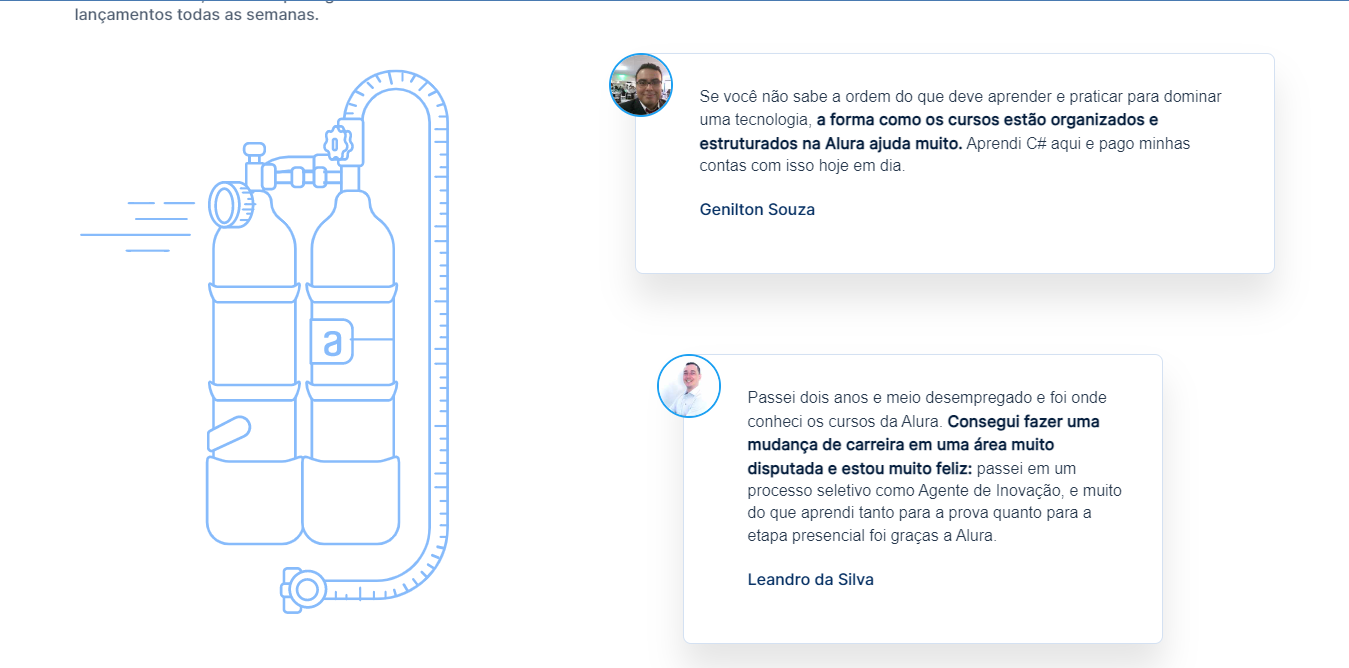 lançamentos todas as semanas.
Se você não sabe a ordem do que deve aprender e praticar para dominar
uma tecnologia, a forma como os cursos estão organizados e
estruturados na Alura ajuda muito. Aprendi C# aqui e pago minhas
contas com isso hoje em dia.
Genilton Souza
a
Passei dois anos e meio desempregado e foi onde
conheci os cursos da Alura. Consegui fazer uma
mudança de carreira em uma área muito
disputada e estou muito feliz: passei em um
processo seletivo como Agente de Inovação, e muito
do que aprendi tanto para a prova quanto para a
etapa presencial foi graças a Alura.
Leandro da Silva